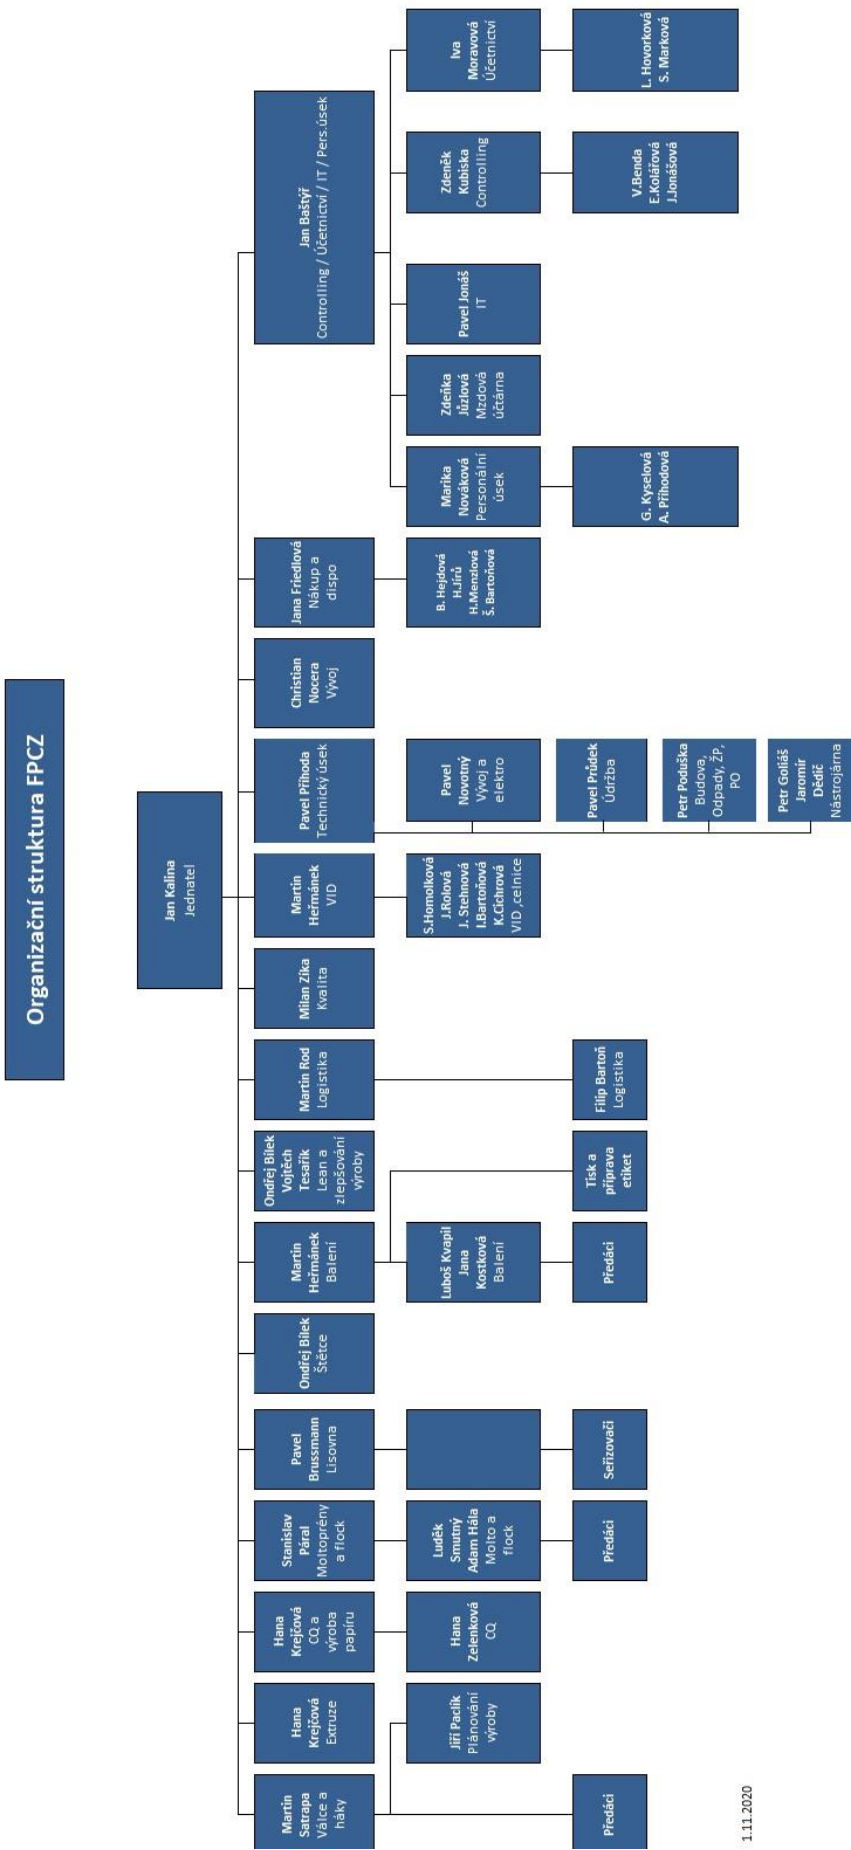 Organizační struktura FPCZ
Jan Kalina
Jednatel
Martin
Satrapa
Válce a
háky
Hana
Krejčová
Extruze
Hana
Krejčová
CQ a
výroba
papíru
Stanislav
Páral
Moltoprény
a flock
Pavel
Brussmann
Lisovna
Ondřej Bílek
Štětce
Martin
Heřmánek
Balení
Ondřej Bílek
Vojtěch
Tesařík
Lean a
zlepšování
výroby
Martin Rod
Logistika
Milan Zíka
Kvalita
Martin
Heřmánek
VID
Pavel Příhoda
Technický úsek
Christian
Nocera
Vývoj
Jana Friedlová
Nákup a
dispo
Jan Baštýř
Controlling / Účetnictví / IT / Pers.úsek
Jiří Paclík
Plánování
výroby
Hana
Zelenková
CQ
Luděk
Smutný
Adam Hála
Molto a
flock
Luboš Kvapil
Jana
Kostková
Balení
S.Homolková
J.Rolová
J. Stehnová
I.Bartoňová
K.Cichrová
VID ,celnice
Pavel
Novotný
Vývoj a
elektro
B. Hejdová
H.Jírů
H.Menzlová
Š. Bartoňová
Marika
Nováková
Personální
úsek
Zdeňka
Jůzlová
Mzdová
účtárna
Pavel Jonáš
IT
Zdeněk
Kubiska
Controlling
Iva
Moravová
Účetnictví
Předáci
Předáci
Seřizovači
Předáci
Tisk a
příprava
etiket
Filip Bartoň
Logistika
Pavel Průdek
Údržba
G. Kyselová
A. Příhodová
V.Benda
E.Kolářová
J.Jonášová
L. Hovorková
S. Marková
Petr Poduška
Budova,
Odpady, ŽP,
PO
Petr Goliáš
Jaromír
Dědič
Nástrojárna
1.11.2020